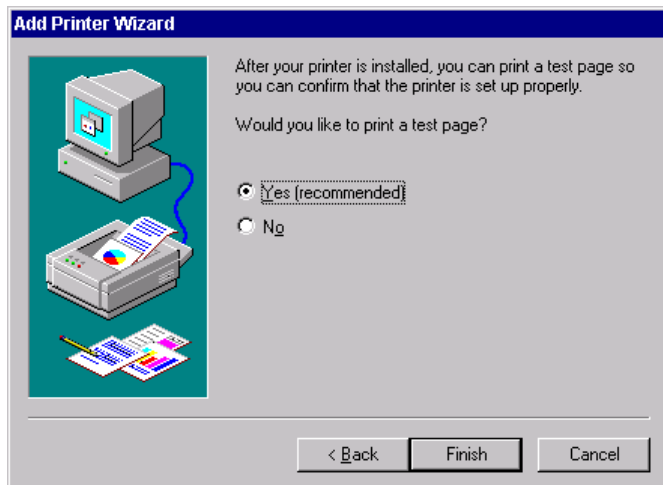 Add Printer Wizard
After your printer is installed, you can print a test page so
you can confirm that the printer is set up properly.
Would you like to print a test page?
Yes (recommended)
No
< Back
Finish
Cancel